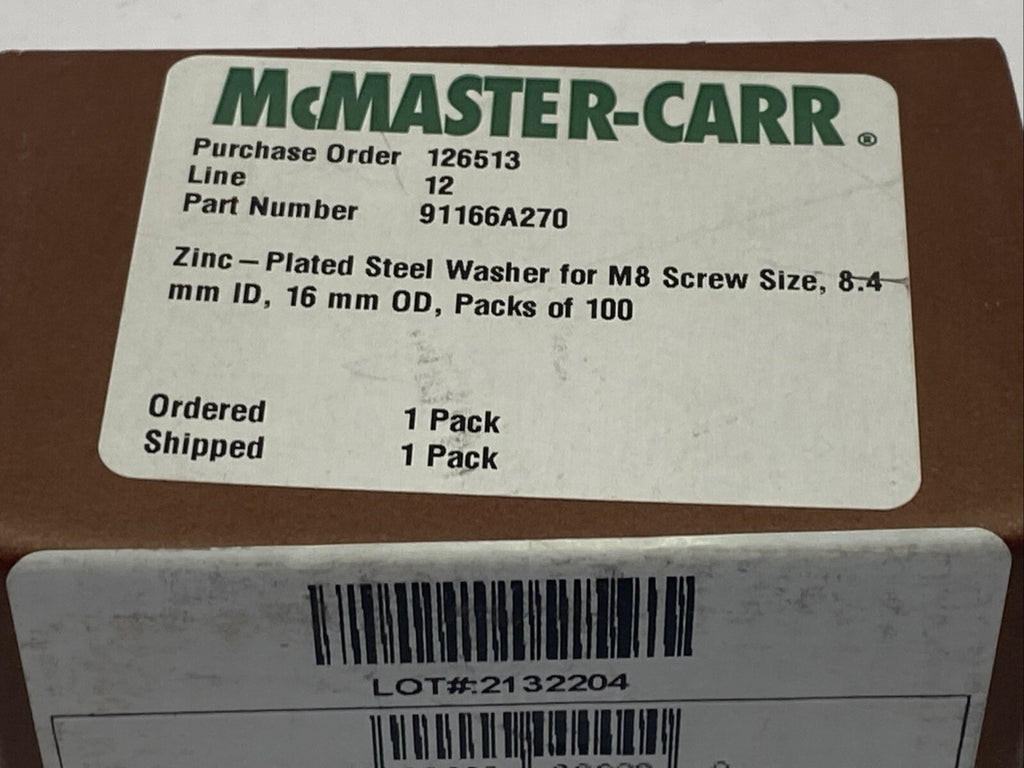 McMASTER-CARR®
Purchase Order 126513
Line 12
Part Number 91166A270
Zinc–Plated Steel Washer for M8 Screw Size, 8.4
mm ID, 16 mm OD, Packs of 100
Ordered 1 Pack
Shipped 1 Pack
LOT#:2132204